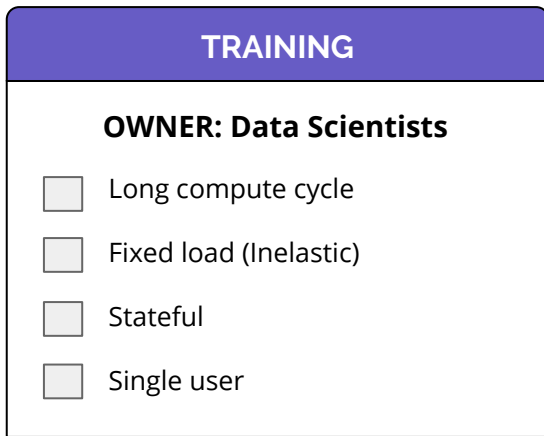 TRAINING
OWNER: Data Scientists
Long compute cycle
Fixed load (Inelastic)
Stateful
Single user